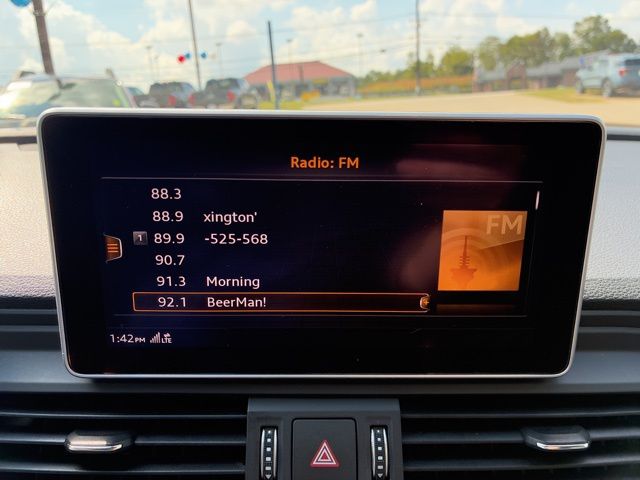 Radio: FM
88.3
88.9 xington'
1 89.9 -525-568
90.7
91.3 Morning
92.1 BeerMan!
FM
1:42PM LTE